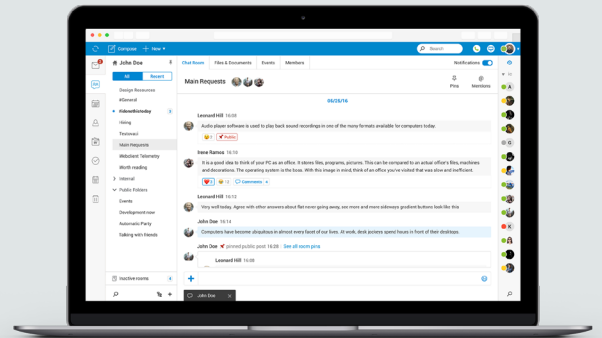 Compose
New
Search
John Doe
Chat Room
Files & Documents
Events
Members
Notifications
All
Recent
Main Requests
Pins
Mentions
Design Resources
#General
#showthistoday 3
Hiring
Main Requests
Webclient Telemetry
Worth reading
Internal
Public Folders
Events
Development now
Automatic Party
Talking with friends
Inactive rooms 4
06/28/16
Leonard Hill 16:08
Audio player software is used to play back sound recordings in one of the many formats available for computers today.
Public
Irene Ramos 16:10
It is a good idea to think of your PC as an office. It stores files, programs, pictures. This can be compared to an actual office's files, machines
and decorations. The operating system is the boss. With this image in mind, think of an office you've visited that was slow and inefficient.
Comments 4
Leonard Hill 16:13
Very well today. Agree with other answers about flat never going away, see more and more sideways gradient buttons look like this
John Doe 16:14
Computers have become ubiquitous in almost every facet of our lives. At work, desk jockeys spend hours in front of their desktops.
John Doe pinned public post 16:28 See all room pins
Leonard Hill 16:08
John Doe
A
G
A
K